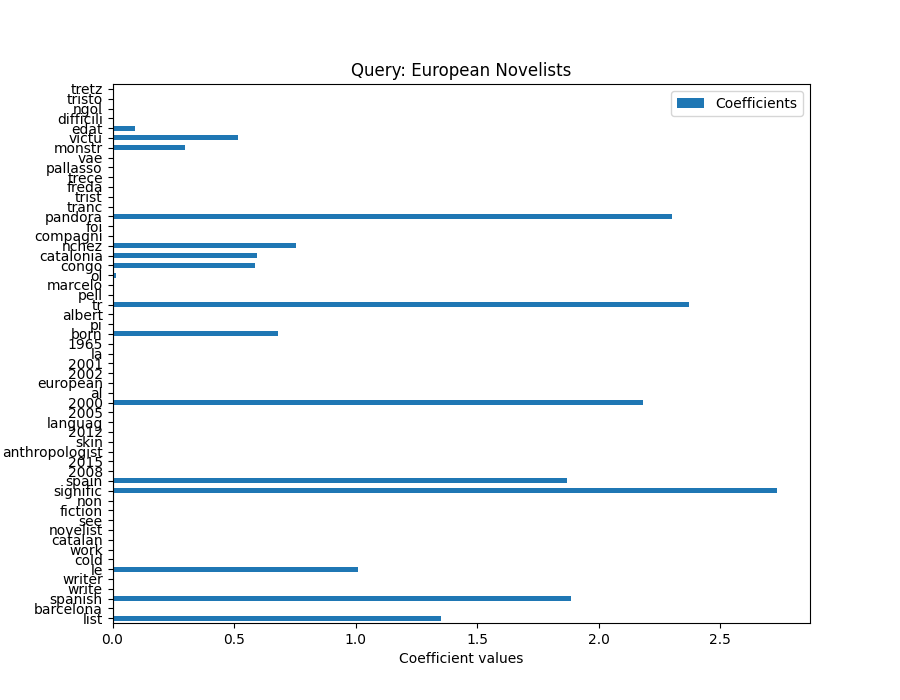 Query: European Novelists
Coefficients
tretz
tristo
ngol
difficili
edat
victu
monstr
vae
pallasso
trece
freda
trist
tranc
pandora
foi
compagni
nchez
catalonia
congo
ol
marcelo
pell
tr
albert
pi
born
1965
la
2001
2002
european
al
2000
2005
languag
2012
skin
anthropologist
2015
2008
spain
signific
non
fiction
see
novelist
catalan
work
cold
le
writer
write
spanish
barcelona
list
0.0 0.5 1.0 1.5 2.0 2.5
Coefficient values